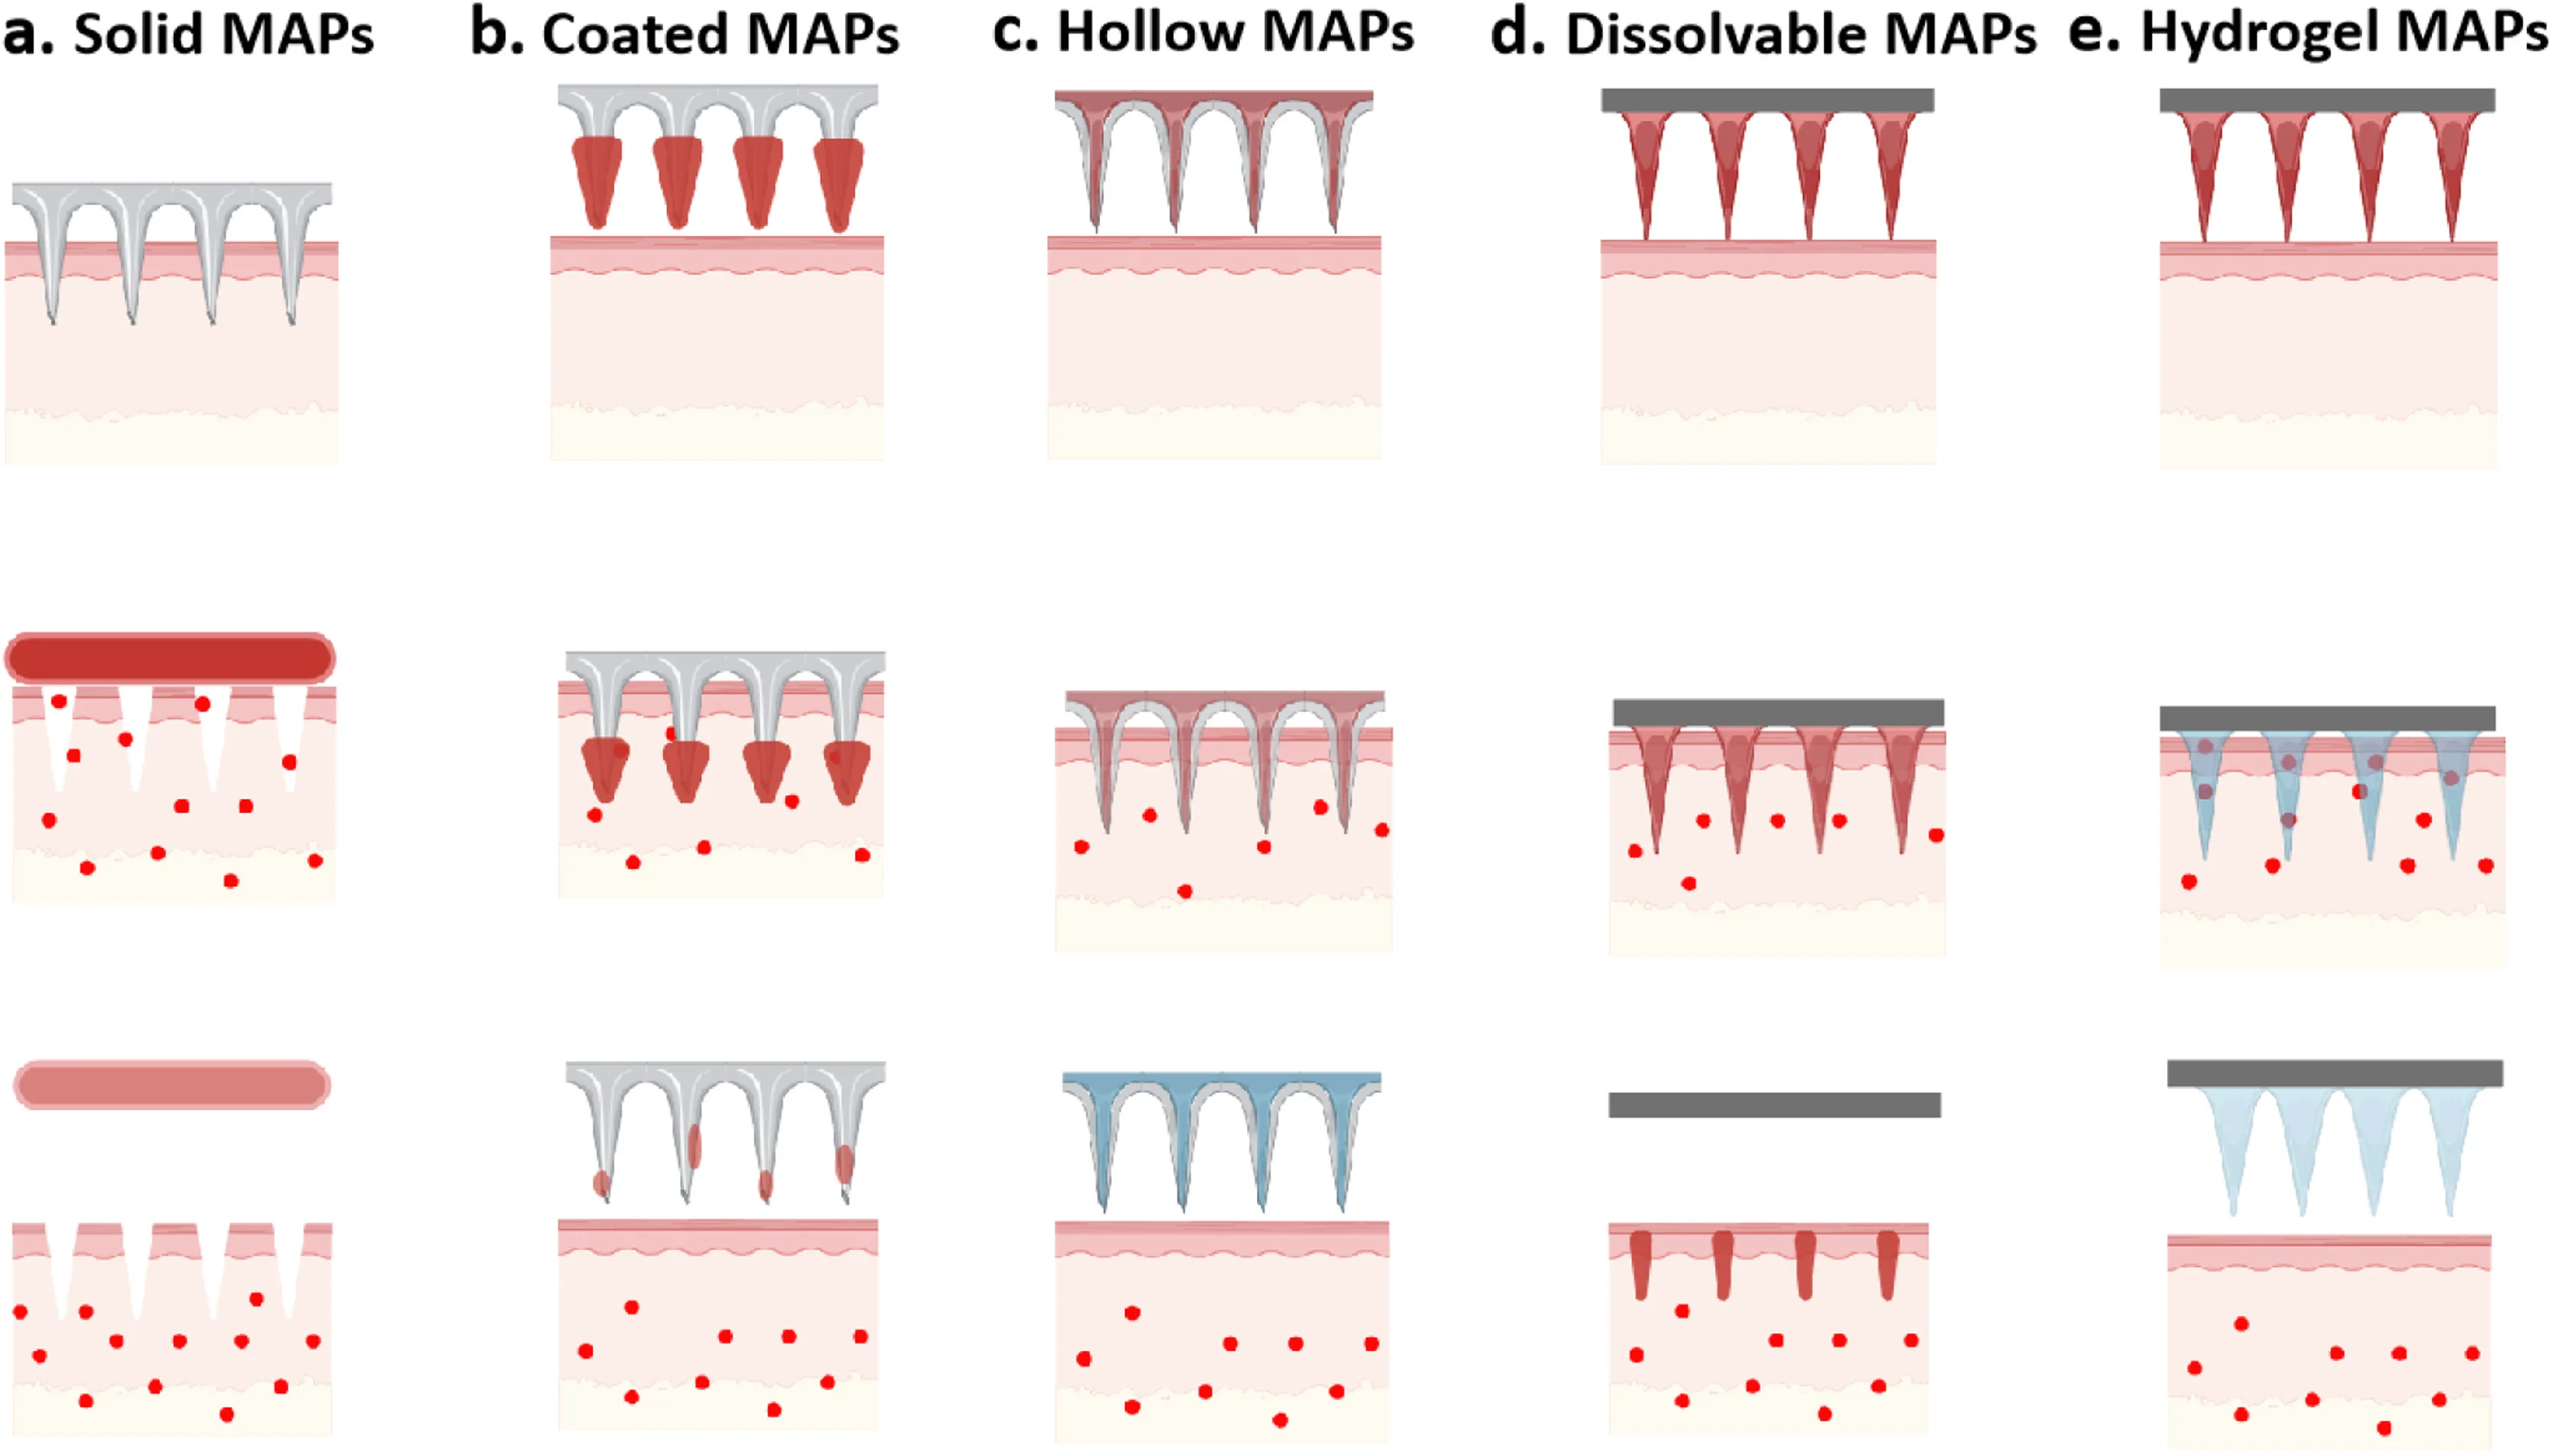 a. Solid MAPs
b. Coated MAPs
c. Hollow MAPs
d. Dissolvable MAPs
e. Hydrogel MAPs